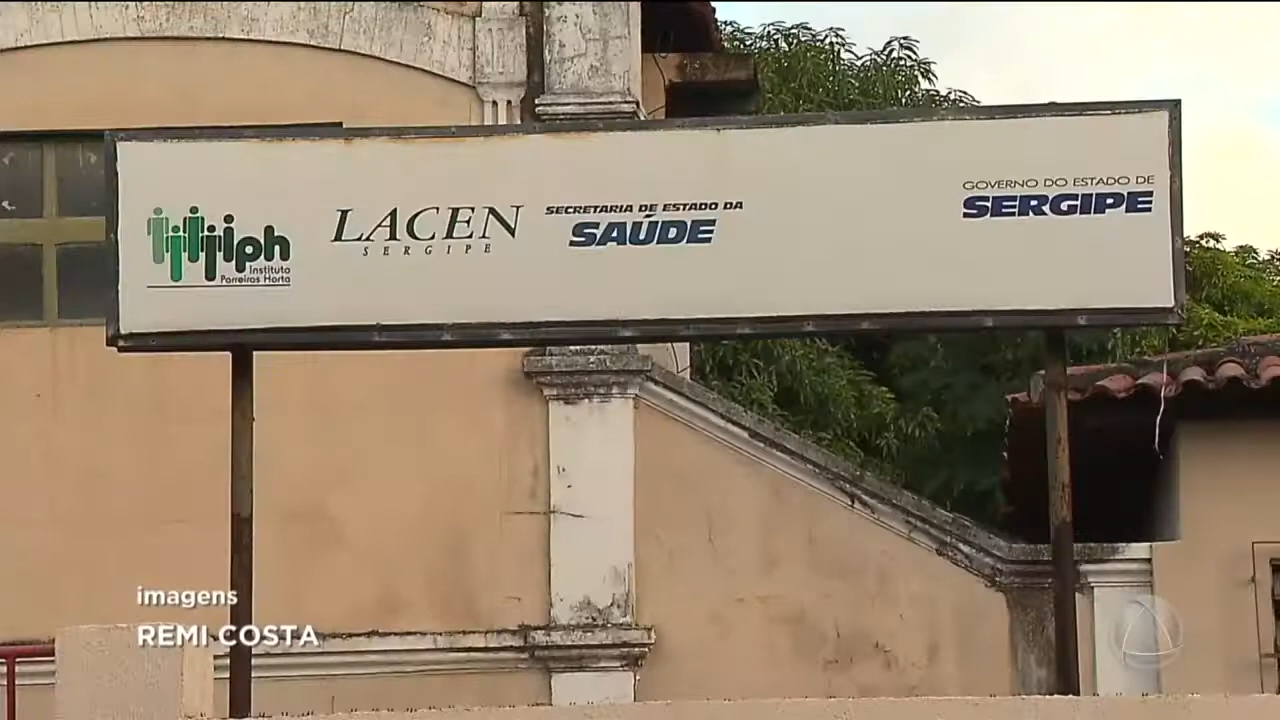 iph
Instituto
Parreiras Horta
LACEN
SERGIPE
SECRETARIA DE ESTADO DA
SAÚDE
GOVERNO DO ESTADO DE
SERGIPE
imagens
REMI COSTA